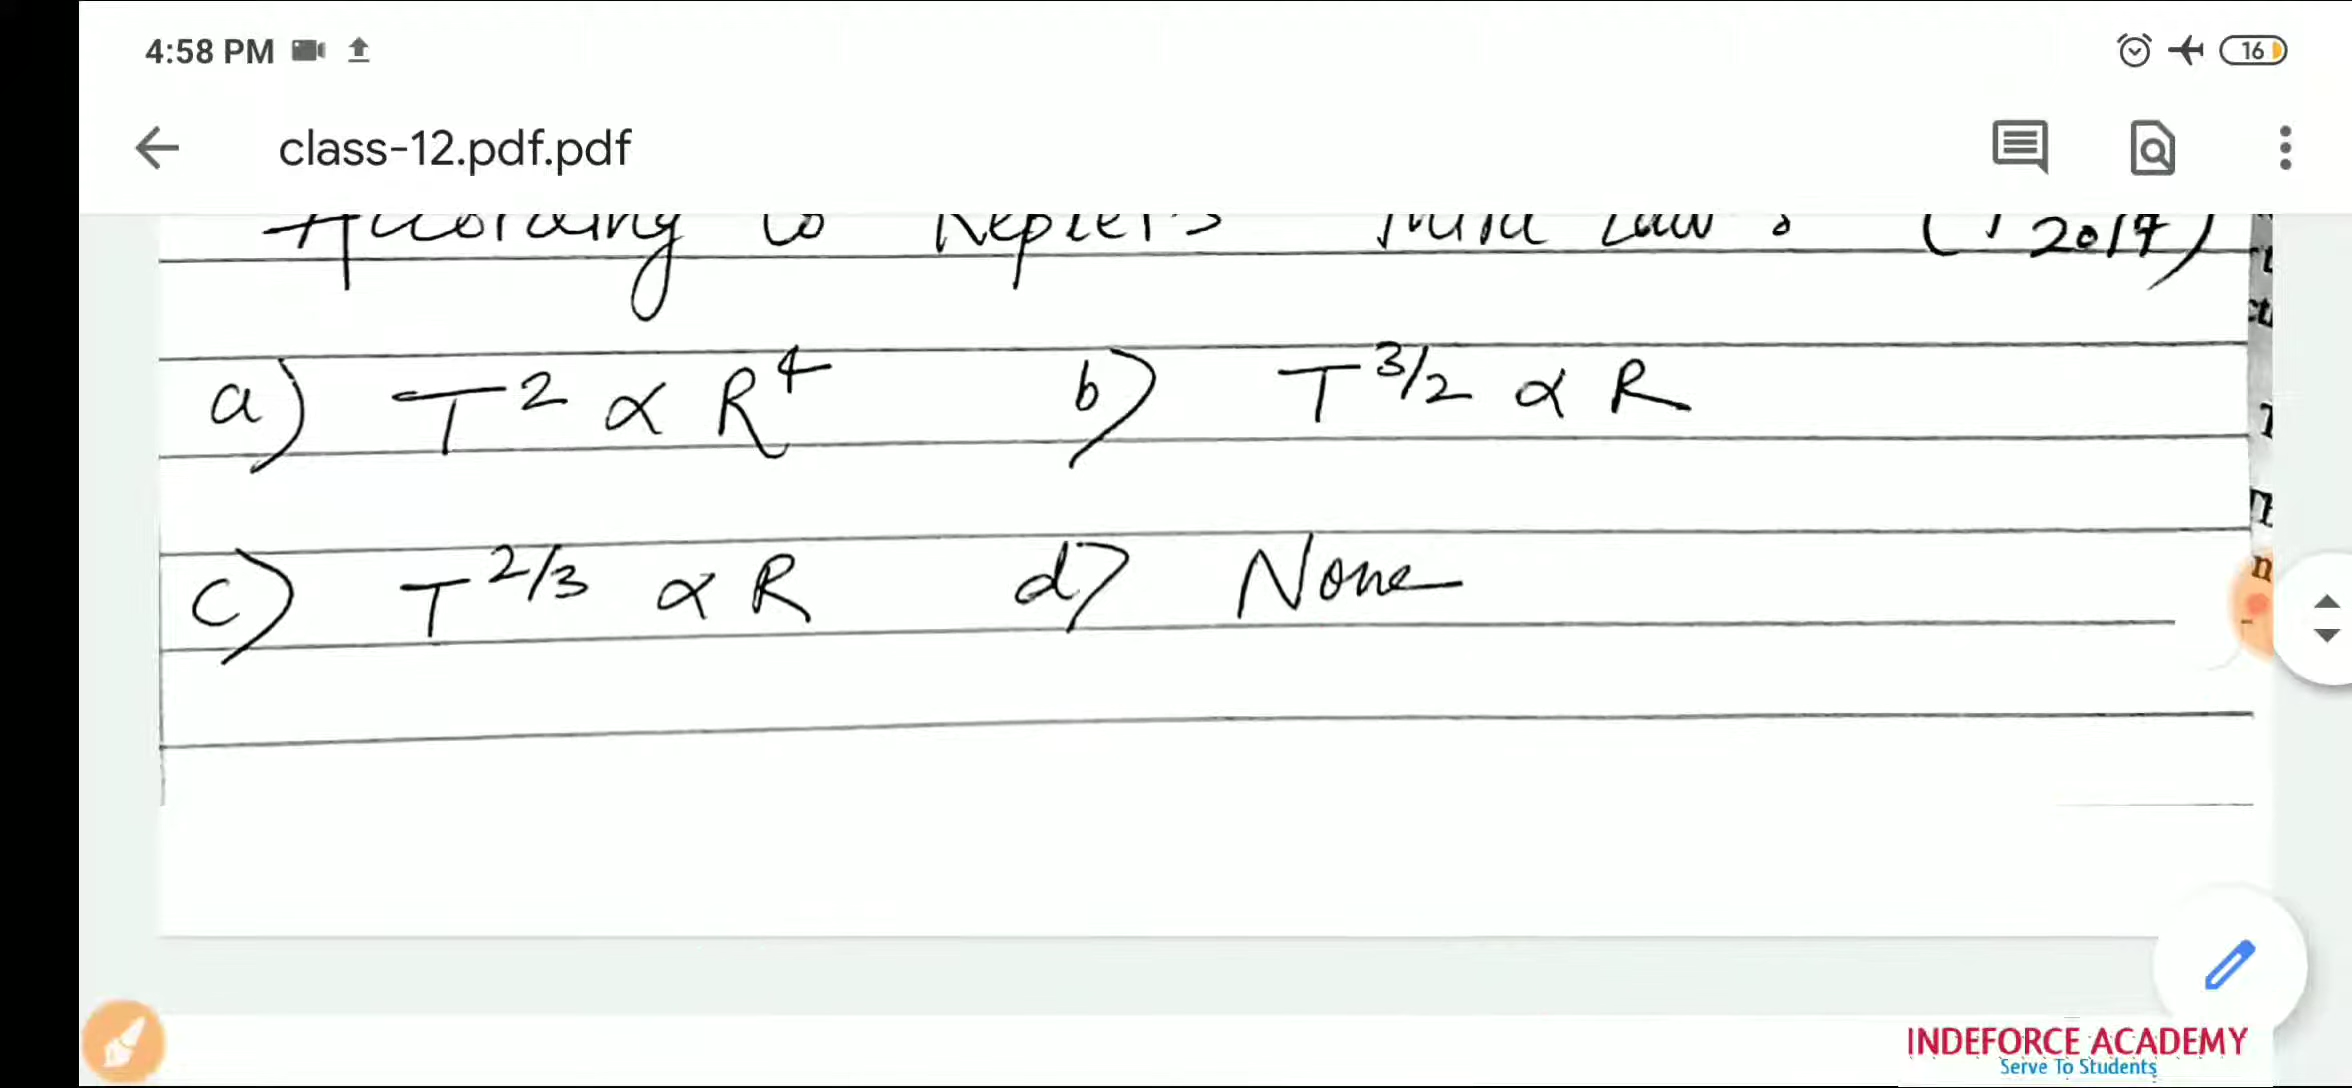 4:58 PM
16
class-12.pdf.pdf
According to Kepler's Third Law : ( 2014)
a) T² ∝ R⁴ b) T^3/2 ∝ R
c) T^2/3 ∝ R d) None
INDEFORCE ACADEMY
Serve To Students